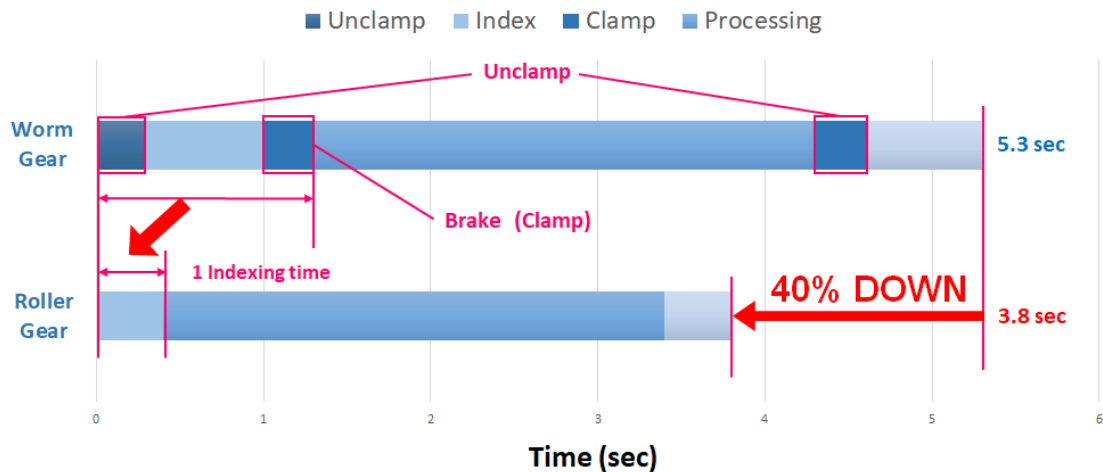 Unclamp Index Clamp Processing
Unclamp
Worm
Gear
5.3 sec
Brake (Clamp)
1 Indexing time
Roller
Gear
40% DOWN
3.8 sec
0 1 2 3 4 5 6
Time (sec)